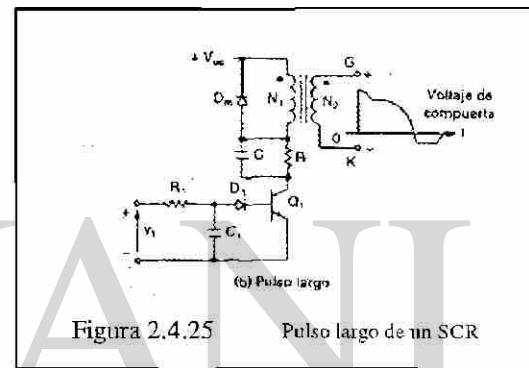 + Vcc
G
+
Dm
N1
N2
Voltaje de
compuerta
0
t
C
R
K
-
R1
D1
Q1
+
V1
C1
-
(b) Pulso largo
ANI
Figura 2.4.25 Pulso largo de un SCR